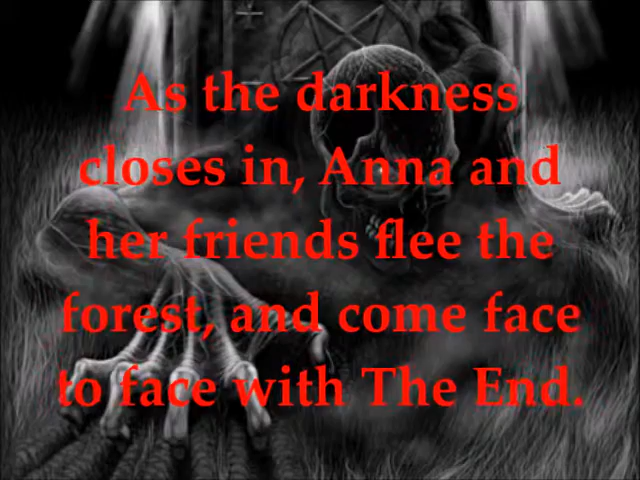 As the darkness
closes in, Anna and
her friends flee the
forest, and come face
to face with The End.